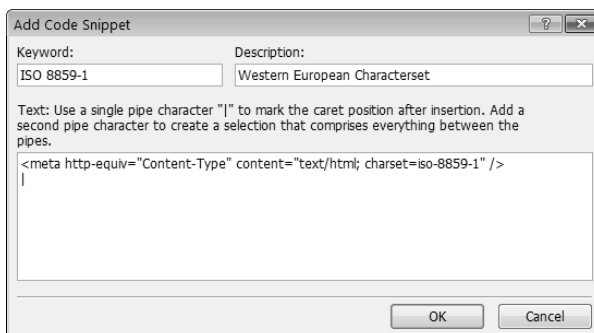 Add Code Snippet
Keyword:
Description:
ISO 8859-1
Western European Characterset
Text: Use a single pipe character "|" to mark the caret position after insertion. Add a
second pipe character to create a selection that comprises everything between the
pipes.
<meta http-equiv="Content-Type" content="text/html; charset=iso-8859-1" />
|
OK
Cancel